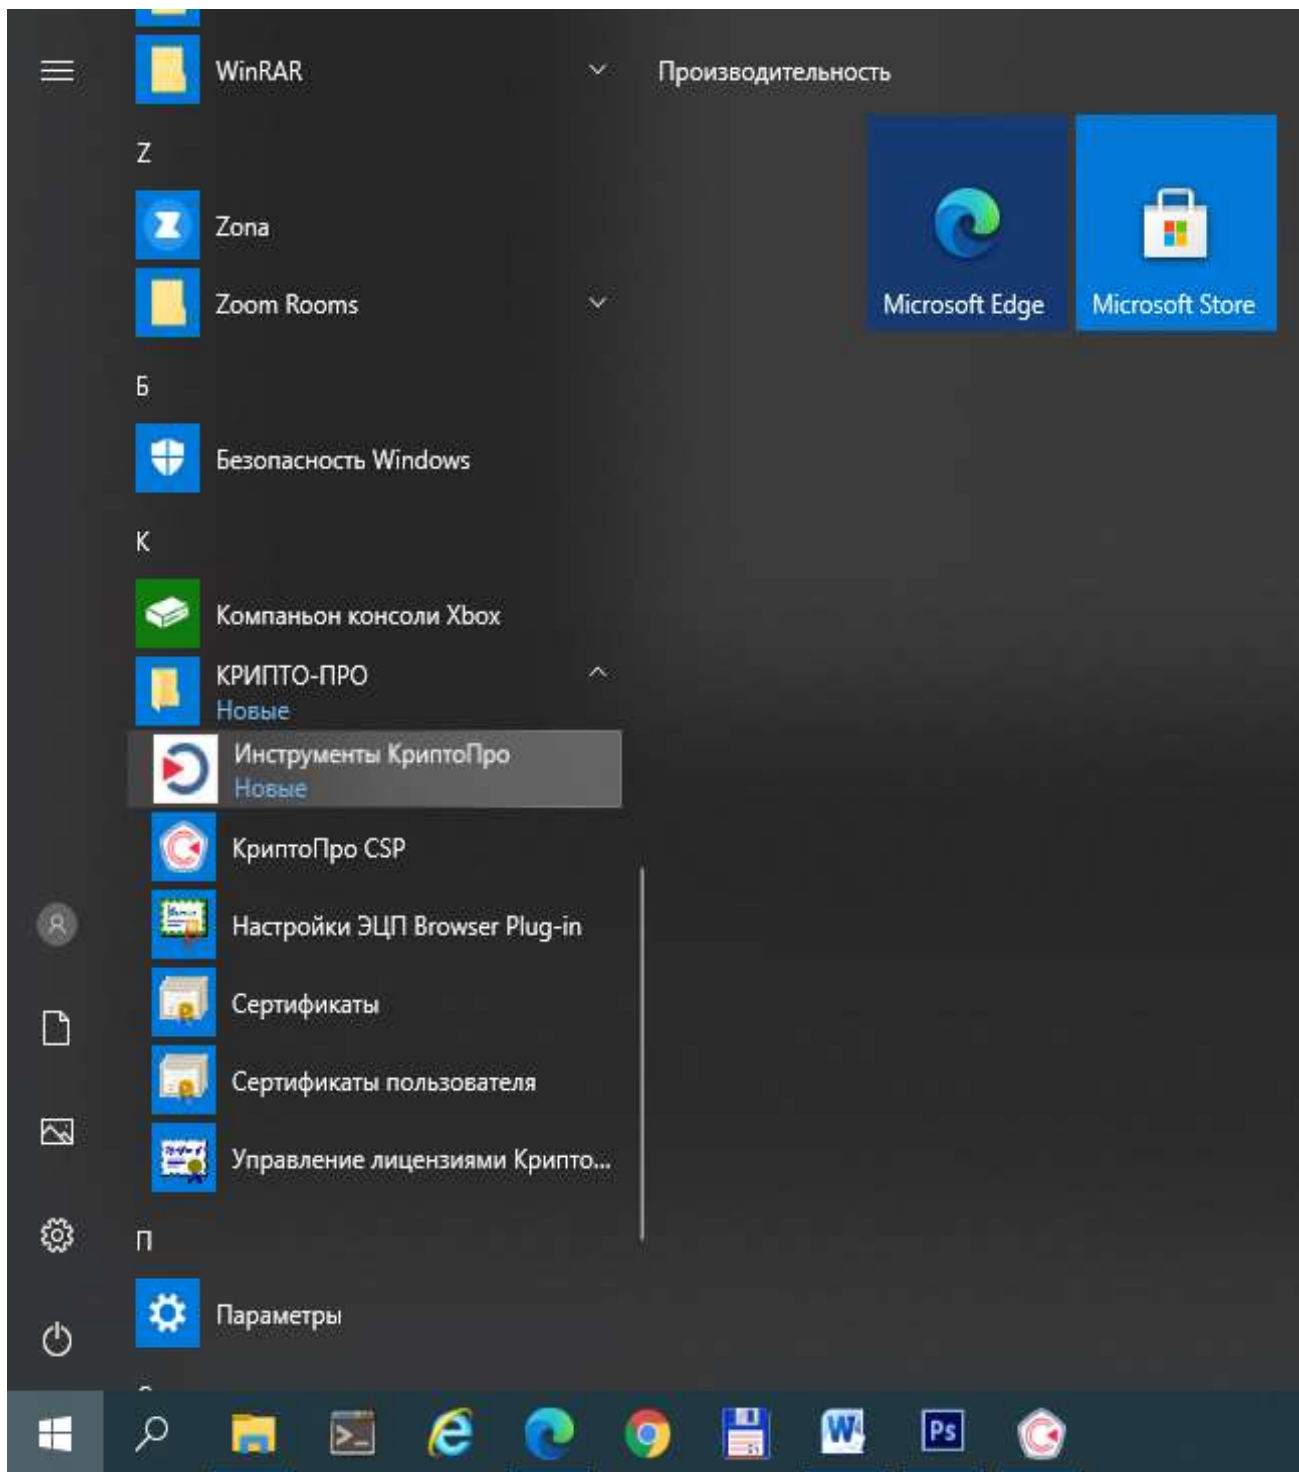 WinRAR
Производительность
Z
Zona
Zoom Rooms
Microsoft Edge
Microsoft Store
Б
Безопасность Windows
К
Компаньон консоли Xbox
КРИПТО-ПРО
Новые
Инструменты КриптоПро
Новые
КриптоПро CSP
Настройки ЭЦП Browser Plug-in
Сертификаты
Сертификаты пользователя
Управление лицензиями Крипто...
П
Параметры
Ps